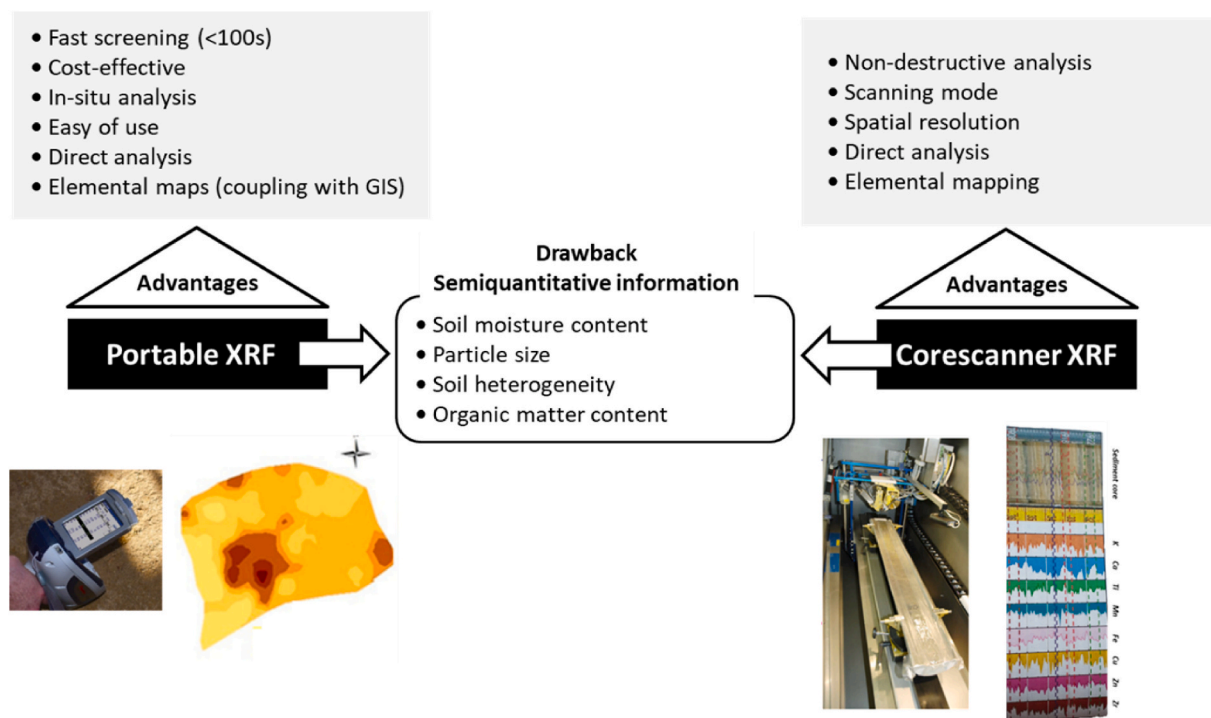 • Fast screening (<100s)
• Cost-effective
• In-situ analysis
• Easy of use
• Direct analysis
• Elemental maps (coupling with GIS)
• Non-destructive analysis
• Scanning mode
• Spatial resolution
• Direct analysis
• Elemental mapping
Advantages
Portable XRF
Drawback
Semiquantitative information
• Soil moisture content
• Particle size
• Soil heterogeneity
• Organic matter content
Advantages
Corescanner XRF
Sediment core
K
Ca
Ti
Mn
Fe
Cu
Zn
Zr